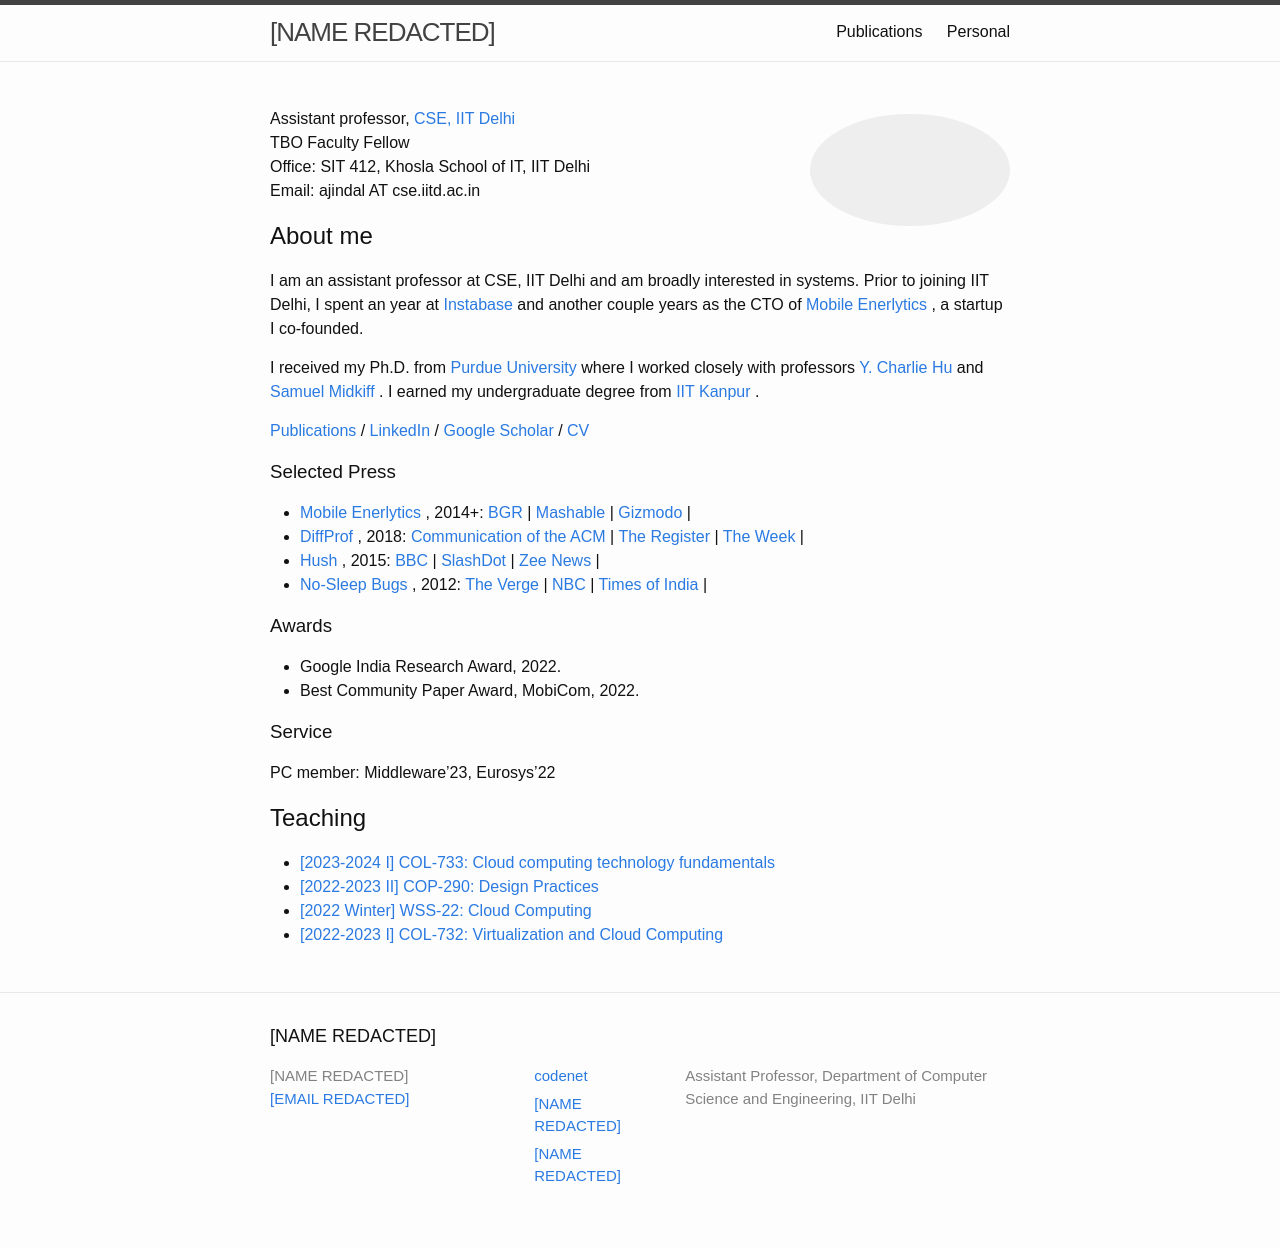 [NAME REDACTED]
Publications Personal
Assistant professor, CSE, IIT Delhi
TBO Faculty Fellow
Office: SIT 412, Khosla School of IT, IIT Delhi
Email: ajindal AT cse.iitd.ac.in
About me
I am an assistant professor at CSE, IIT Delhi and am broadly interested in systems. Prior to joining IIT
Delhi, I spent an year at Instabase and another couple years as the CTO of Mobile Enerlytics , a startup
I co-founded.
I received my Ph.D. from Purdue University where I worked closely with professors Y. Charlie Hu and
Samuel Midkiff . I earned my undergraduate degree from IIT Kanpur .
Publications / LinkedIn / Google Scholar / CV
Selected Press
• Mobile Enerlytics , 2014+: BGR | Mashable | Gizmodo |
• DiffProf , 2018: Communication of the ACM | The Register | The Week |
• Hush , 2015: BBC | SlashDot | Zee News |
• No-Sleep Bugs , 2012: The Verge | NBC | Times of India |
Awards
• Google India Research Award, 2022.
• Best Community Paper Award, MobiCom, 2022.
Service
PC member: Middleware’23, Eurosys’22
Teaching
• [2023-2024 I] COL-733: Cloud computing technology fundamentals
• [2022-2023 II] COP-290: Design Practices
• [2022 Winter] WSS-22: Cloud Computing
• [2022-2023 I] COL-732: Virtualization and Cloud Computing
[NAME REDACTED]
[NAME REDACTED]
[EMAIL REDACTED]
codenet
[NAME
REDACTED]
[NAME
REDACTED]
Assistant Professor, Department of Computer
Science and Engineering, IIT Delhi